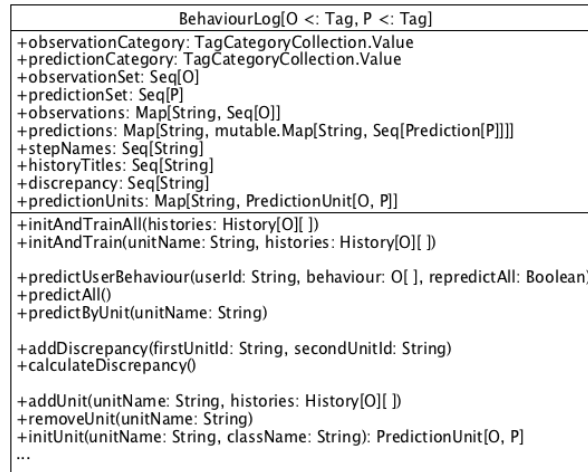 BehaviourLog[O <: Tag, P <: Tag]
+observationCategory: TagCategoryCollection.Value
+predictionCategory: TagCategoryCollection.Value
+observationSet: Seq[O]
+predictionSet: Seq[P]
+observations: Map[String, Seq[O]]
+predictions: Map[String, mutable.Map[String, Seq[Prediction[P]]]]
+stepNames: Seq[String]
+historyTitles: Seq[String]
+discrepancy: Seq[String]
+predictionUnits: Map[String, PredictionUnit[O, P]]
+initAndTrainAll(histories: History[O][ ])
+initAndTrain(unitName: String, histories: History[O][ ])
+predictUserBehaviour(userId: String, behaviour: O[ ], repredictAll: Boolean)
+predictAll()
+predictByUnit(unitName: String)
+addDiscrepancy(firstUnitId: String, secondUnitId: String)
+calculateDiscrepancy()
+addUnit(unitName: String, histories: History[O][ ])
+removeUnit(unitName: String)
+initUnit(unitName: String, className: String): PredictionUnit[O, P]
...